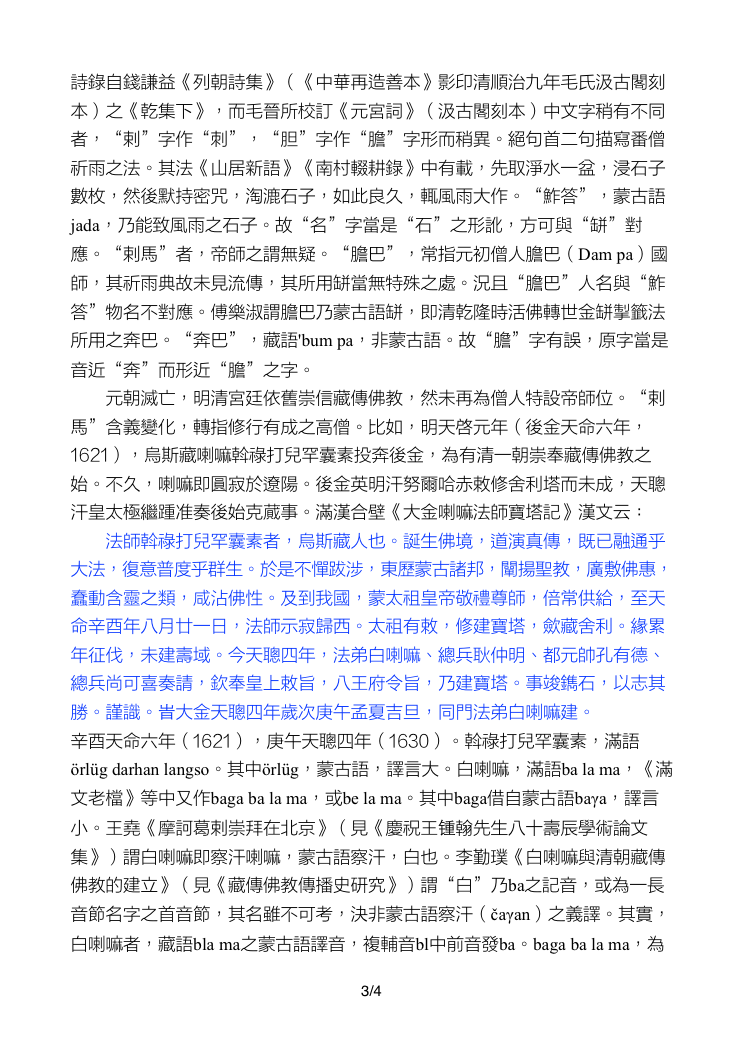 詩錄自錢謙益《列朝詩集》（《中華再造善本》影印清順治九年毛氏汲古閣刻
本）之《乾集下》，而毛晉所校訂《元宮詞》（汲古閣刻本）中文字稍有不同
者，“剌”字作“刺”，“胆”字作“膽”字形而稍異。絕句首二句描寫番僧
祈雨之法。其法《山居新語》《南村輟耕錄》中有載，先取淨水一盆，浸石子
數枚，然後默持密咒，淘漉石子，如此良久，輒風雨大作。“鮓答”，蒙古語
jada，乃能致風雨之石子。故“名”字當是“石”之形訛，方可與“缾”對
應。“剌馬”者，帝師之謂無疑。“膽巴”，常指元初僧人膽巴（Dam pa）國
師，其祈雨典故未見流傳，其所用缾當無特殊之處。況且“膽巴”人名與“鮓
答”物名不對應。傅樂淑謂膽巴乃蒙古語缾，即清乾隆時活佛轉世金缾掣籤法
所用之奔巴。“奔巴”，藏語'bum pa，非蒙古語。故“膽”字有誤，原字當是
音近“奔”而形近“膽”之字。
元朝滅亡，明清宮廷依舊崇信藏傳佛教，然未再為僧人特設帝師位。“剌
馬”含義變化，轉指修行有成之高僧。比如，明天啓元年（後金天命六年，
1621），烏斯藏喇嘛斡祿打兒罕囊素投奔後金，為有清一朝崇奉藏傳佛教之
始。不久，喇嘛即圓寂於遼陽。後金英明汗努爾哈赤敕修舍利塔而未成，天聰
汗皇太極繼踵准奏後始克蕆事。滿漢合璧《大金喇嘛法師寶塔記》漢文云：
法師斡祿打兒罕囊素者，烏斯藏人也。誕生佛境，道演真傳，既已融通乎
大法，復意普度乎群生。於是不憚跋涉，東歷蒙古諸邦，闡揚聖教，廣敷佛惠，
蠢動含靈之類，咸沾佛性。及到我國，蒙太祖皇帝敬禮尊師，倍常供給，至天
命辛酉年八月廿一日，法師示寂歸西。太祖有敕，修建寶塔，歛藏舍利。緣累
年征伐，未建壽域。今天聰四年，法弟白喇嘛、總兵耿仲明、都元帥孔有德、
總兵尚可喜奏請，欽奉皇上敕旨，八王府令旨，乃建寶塔。事竣鐫石，以志其
勝。謹識。旹大金天聰四年歲次庚午孟夏吉旦，同門法弟白喇嘛建。
辛酉天命六年（1621），庚午天聰四年（1630）。斡祿打兒罕囊素，滿語
örlüg darhan langso。其中örlüg，蒙古語，譯言大。白喇嘛，滿語ba la ma，《滿
文老檔》等中又作baga ba la ma，或be la ma。其中baga借自蒙古語baγa，譯言
小。王堯《摩訶葛剌崇拜在北京》（見《慶祝王鍾翰先生八十壽辰學術論文
集》）謂白喇嘛即察汗喇嘛，蒙古語察汗，白也。李勤璞《白喇嘛與清朝藏傳
佛教的建立》（見《藏傳佛教傳播史研究》）謂“白”乃ba之記音，或為一長
音節名字之首音節，其名雖不可考，決非蒙古語察汗（čaγan）之義譯。其實，
白喇嘛者，藏語bla ma之蒙古語譯音，複輔音bl中前音發ba。baga ba la ma，為
3/4